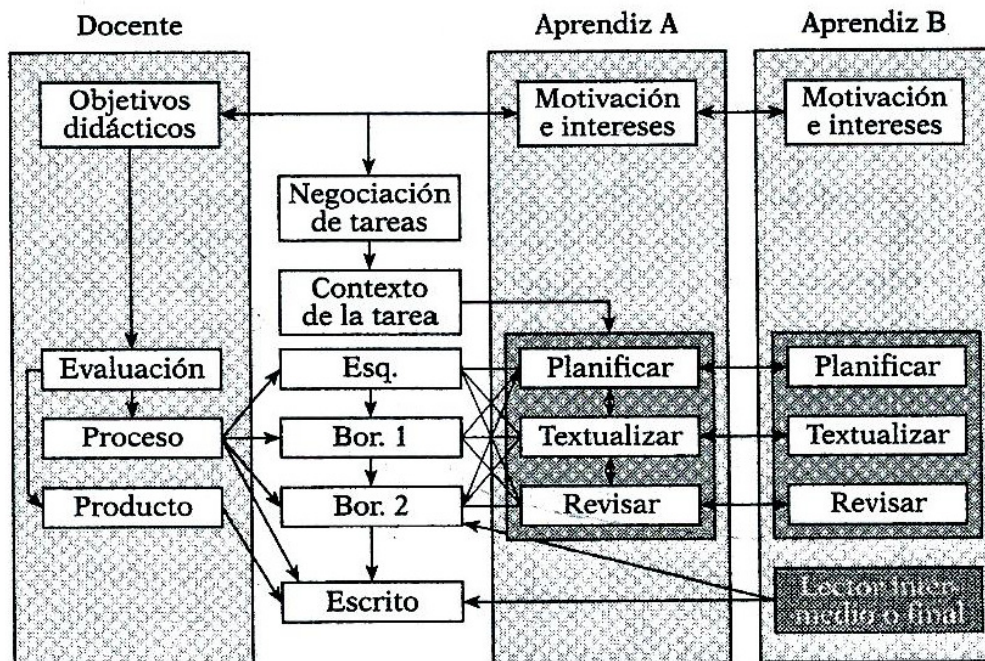 Docente
Aprendiz A
Aprendiz B
Objetivos
didácticos
Motivación
e intereses
Motivación
e intereses
Negociación
de tareas
Contexto
de la tarea
Evaluación
Esq.
Planificar
Planificar
Proceso
Bor. 1
Textualizar
Textualizar
Producto
Bor. 2
Revisar
Revisar
Escrito
Lector inter-
medio o final